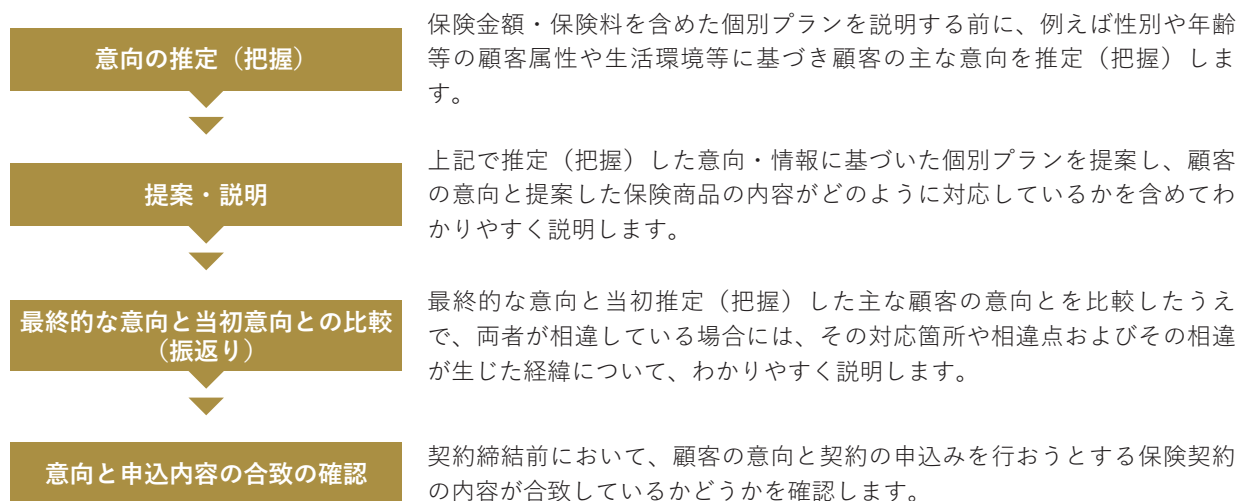 意向の推定（把握）
保険金額・保険料を含めた個別プランを説明する前に、例えば性別や年齢
等の顧客属性や生活環境等に基づき顧客の主な意向を推定（把握）しま
す。
提案・説明
上記で推定（把握）した意向・情報に基づいた個別プランを提案し、顧客
の意向と提案した保険商品の内容がどのように対応しているかを含めてわ
かりやすく説明します。
最終的な意向と当初意向との比較
（振返り）
最終的な意向と当初推定（把握）した主な顧客の意向とを比較したうえ
で、両者が相違している場合には、その対応箇所や相違点およびその相違
が生じた経緯について、わかりやすく説明します。
意向と申込内容の合致の確認
契約締結前において、顧客の意向と契約の申込みを行おうとする保険契約
の内容が合致しているかどうかを確認します。